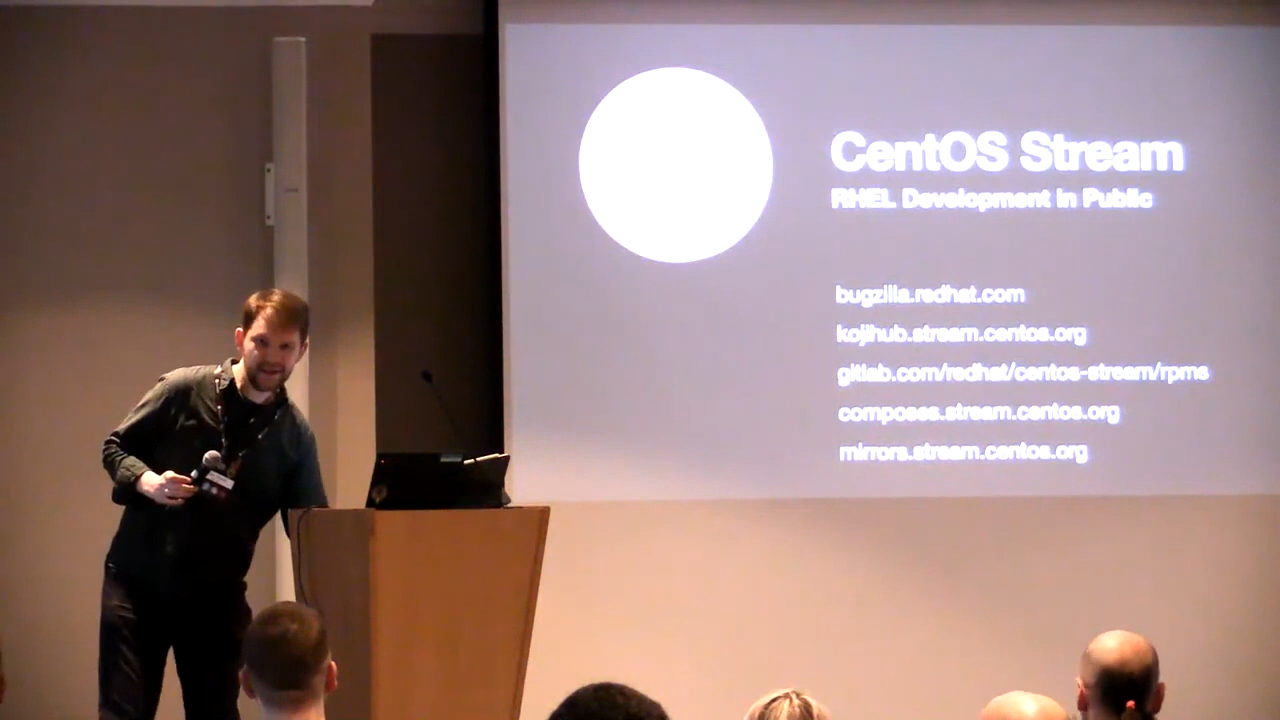 CentOS Stream
RHEL Development in Public
bugzilla.redhat.com
kojihub.stream.centos.org
gitlab.com/redhat/centos-stream/rpms
composes.stream.centos.org
mirrors.stream.centos.org